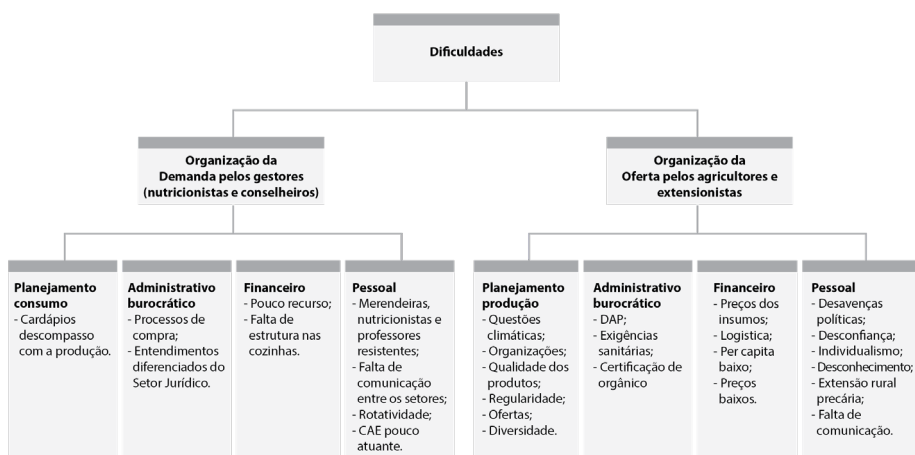 Dificuldades
Organização da
Demanda pelos gestores
(nutricionistas e conselheiros)
Organização da
Oferta pelos agricultores e
extensionistas
Planejamento
consumo
- Cardápios
descompasso
com a produção.
Administrativo
burocrático
- Processos de
compra;
- Entendimentos
diferenciados do
Setor Jurídico.
Financeiro
- Pouco recurso;
- Falta de
estrutura nas
cozinhas.
Pessoal
- Merendeiras,
nutricionistas e
professores
resistentes;
- Falta de
comunicação
entre os setores;
- Rotatividade;
- CAE pouco
atuante.
Planejamento
produção
- Questões
climáticas;
- Organizações;
- Qualidade dos
produtos;
- Regularidade;
- Ofertas;
- Diversidade.
Administrativo
burocrático
- DAP;
- Exigências
sanitárias;
- Certificação de
orgânico
Financeiro
- Preços dos
insumos;
- Logística;
- Per capita
baixo;
- Preços
baixos.
Pessoal
- Desavenças
políticas;
- Desconfiança;
- Individualismo;
- Desconhecimento;
- Extensão rural
precária;
- Falta de
comunicação.